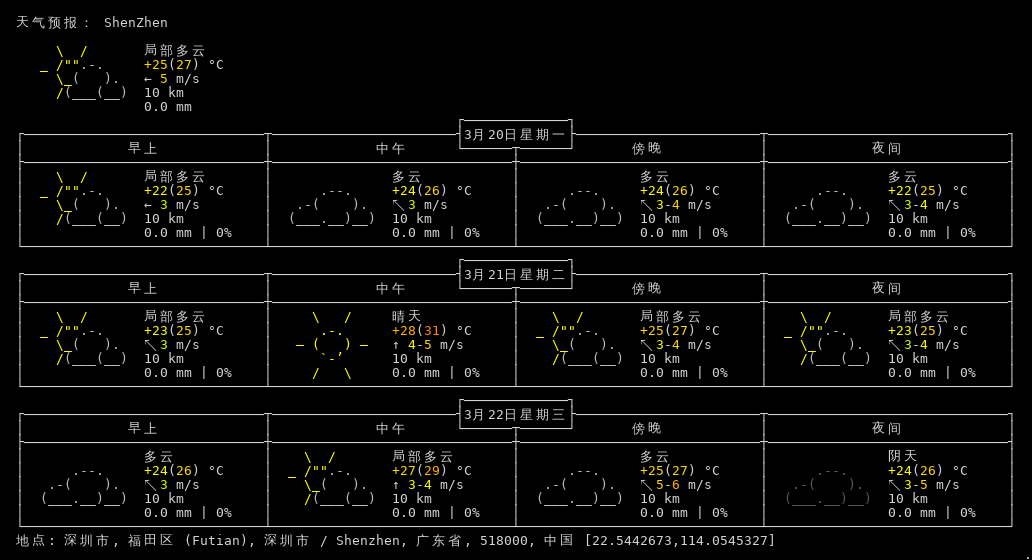 天气预报： ShenZhen
局部多云
+25(27) °C
← 5 m/s
10 km
0.0 mm
3月20日星期一
早上 中午 傍晚 夜间
局部多云 多云 多云 多云
+22(25) °C +24(26) °C +24(26) °C +22(25) °C
← 3 m/s ↖ 3 m/s ↖ 3-4 m/s ↖ 3-4 m/s
10 km 10 km 10 km 10 km
0.0 mm | 0% 0.0 mm | 0% 0.0 mm | 0% 0.0 mm | 0%
3月21日星期二
早上 中午 傍晚 夜间
局部多云 晴天 局部多云 局部多云
+23(25) °C +28(31) °C +25(27) °C +23(25) °C
↖ 3 m/s ↑ 4-5 m/s ↖ 3-4 m/s ↖ 3-4 m/s
10 km 10 km 10 km 10 km
0.0 mm | 0% 0.0 mm | 0% 0.0 mm | 0% 0.0 mm | 0%
3月22日星期三
早上 中午 傍晚 夜间
多云 局部多云 多云 阴天
+24(26) °C +27(29) °C +25(27) °C +24(26) °C
↖ 3 m/s ↑ 3-4 m/s ↖ 5-6 m/s ↖ 3-5 m/s
10 km 10 km 10 km 10 km
0.0 mm | 0% 0.0 mm | 0% 0.0 mm | 0% 0.0 mm | 0%
地点: 深圳市, 福田区 (Futian), 深圳市 / Shenzhen, 广东省, 518000, 中国 [22.5442673,114.0545327]